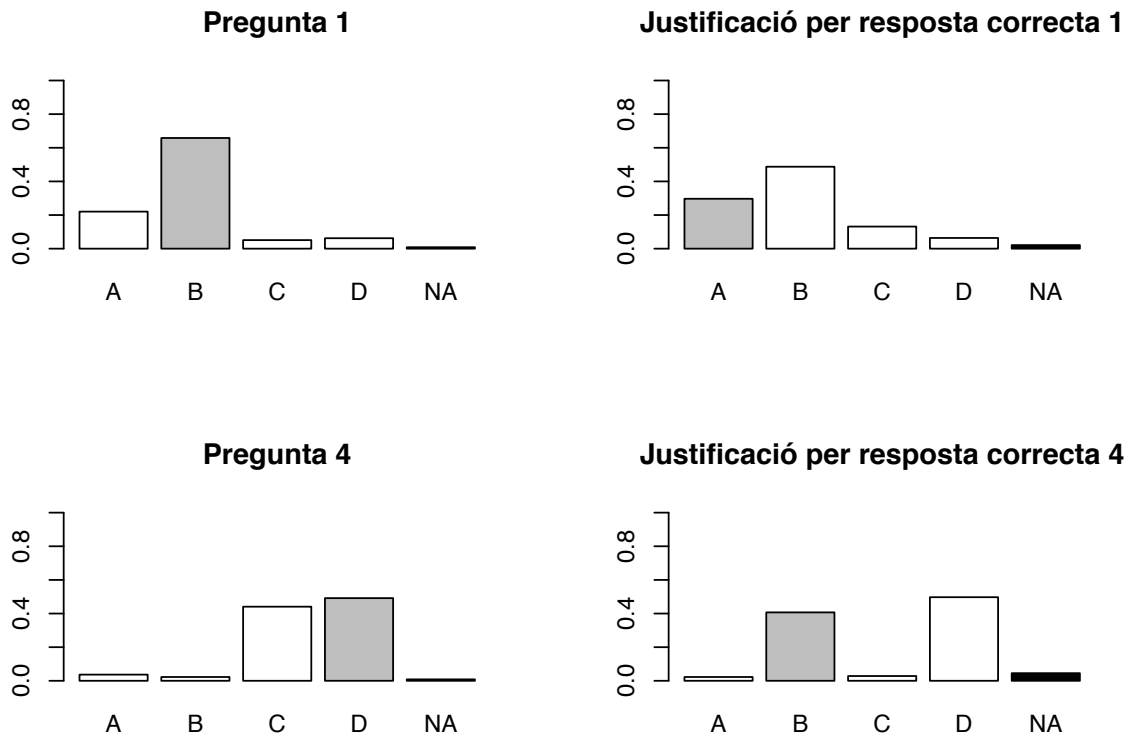 Pregunta 1
0.0 0.4 0.8
A B C D NA
Justificació per resposta correcta 1
0.0 0.4 0.8
A B C D NA
Pregunta 4
0.0 0.4 0.8
A B C D NA
Justificació per resposta correcta 4
0.0 0.4 0.8
A B C D NA